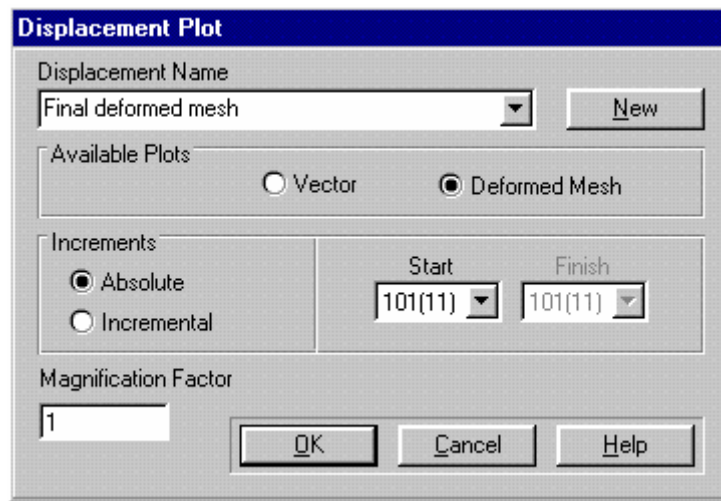 Displacement Plot
Displacement Name
Final deformed mesh
New
Available Plots
Vector
Deformed Mesh
Increments
Absolute
Incremental
Start
Finish
101(11)
101(11)
Magnification Factor
1
OK
Cancel
Help